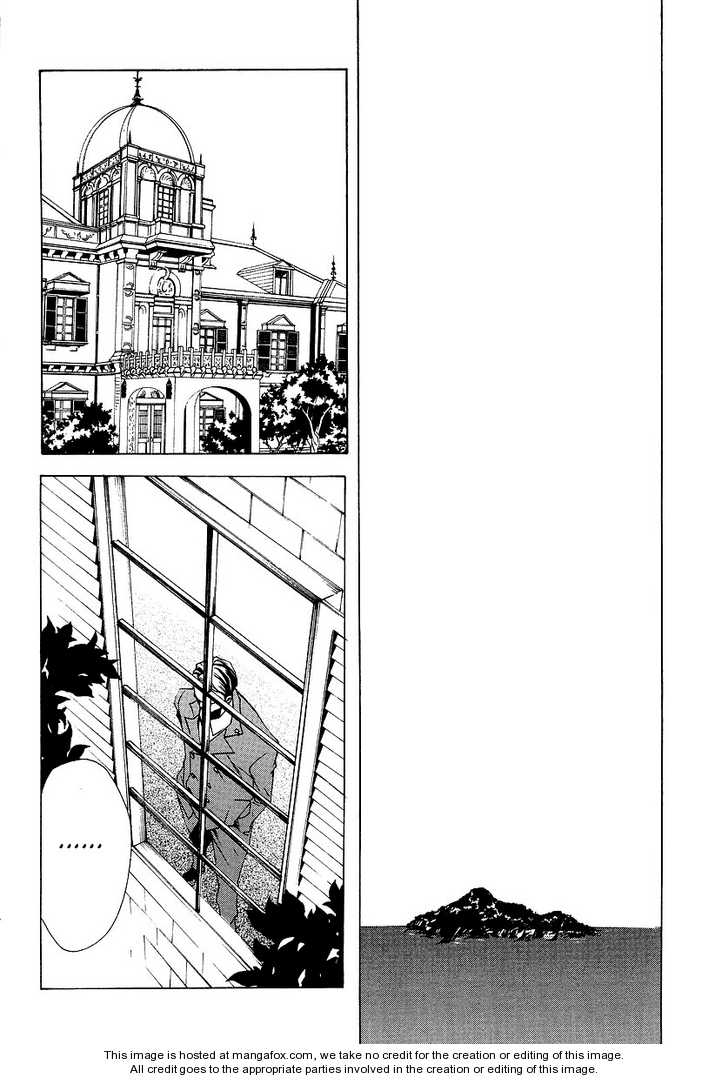 ......
This image is hosted at mangafox.com, we take no credit for the creation or editing of this image.
All credit goes to the appropriate parties involved in the creation or editing of this image.